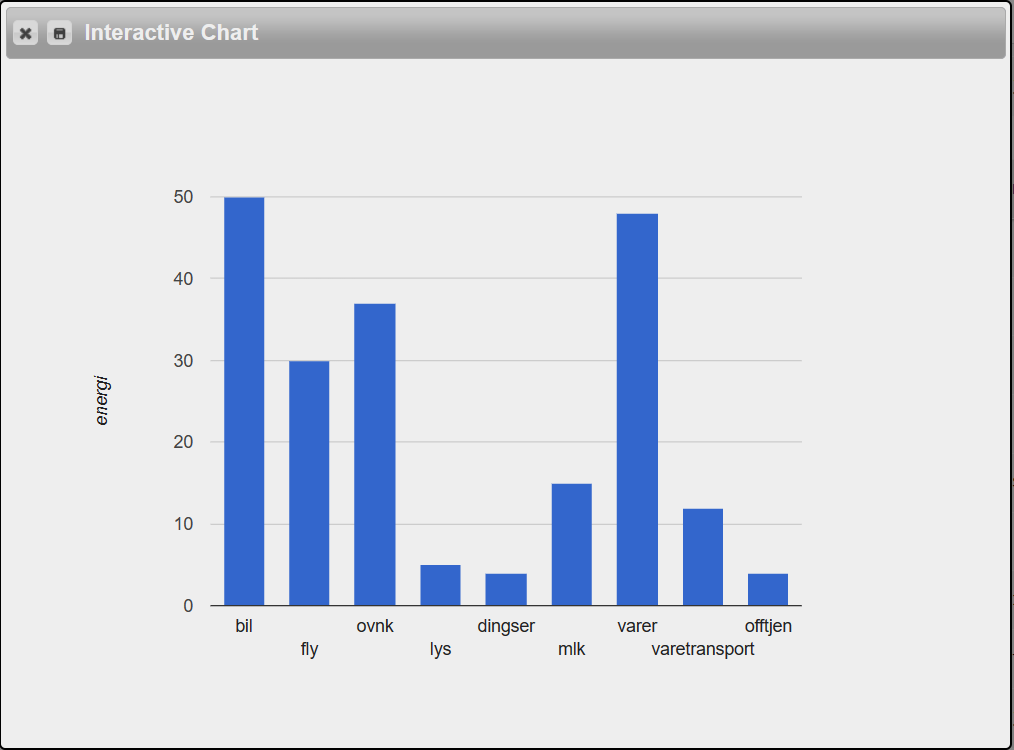 Interactive Chart
50
40
30
20
10
0
energi
bil
fly
ovnk
lys
dingser
mlk
varer
varetransport
offtjen